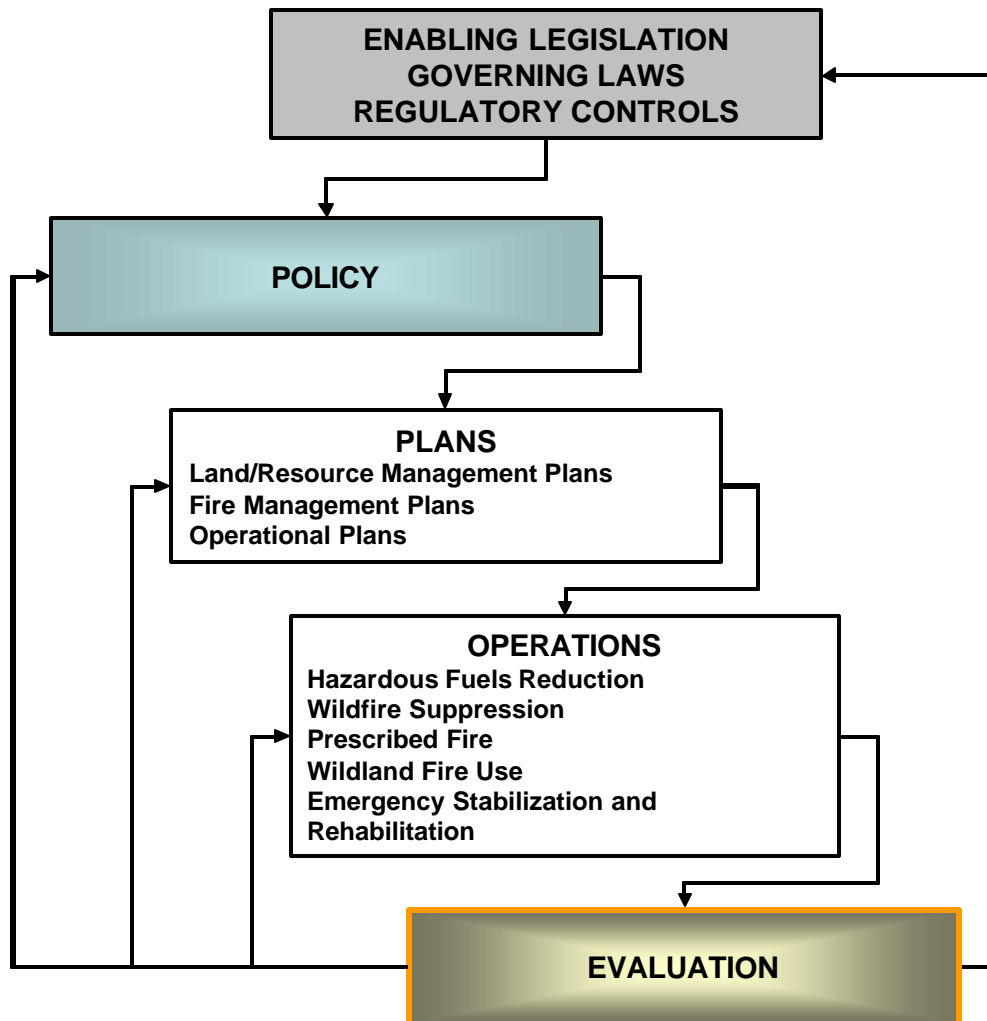 ENABLING LEGISLATION
GOVERNING LAWS
REGULATORY CONTROLS
POLICY
PLANS
Land/Resource Management Plans
Fire Management Plans
Operational Plans
OPERATIONS
Hazardous Fuels Reduction
Wildfire Suppression
Prescribed Fire
Wildland Fire Use
Emergency Stabilization and
Rehabilitation
EVALUATION